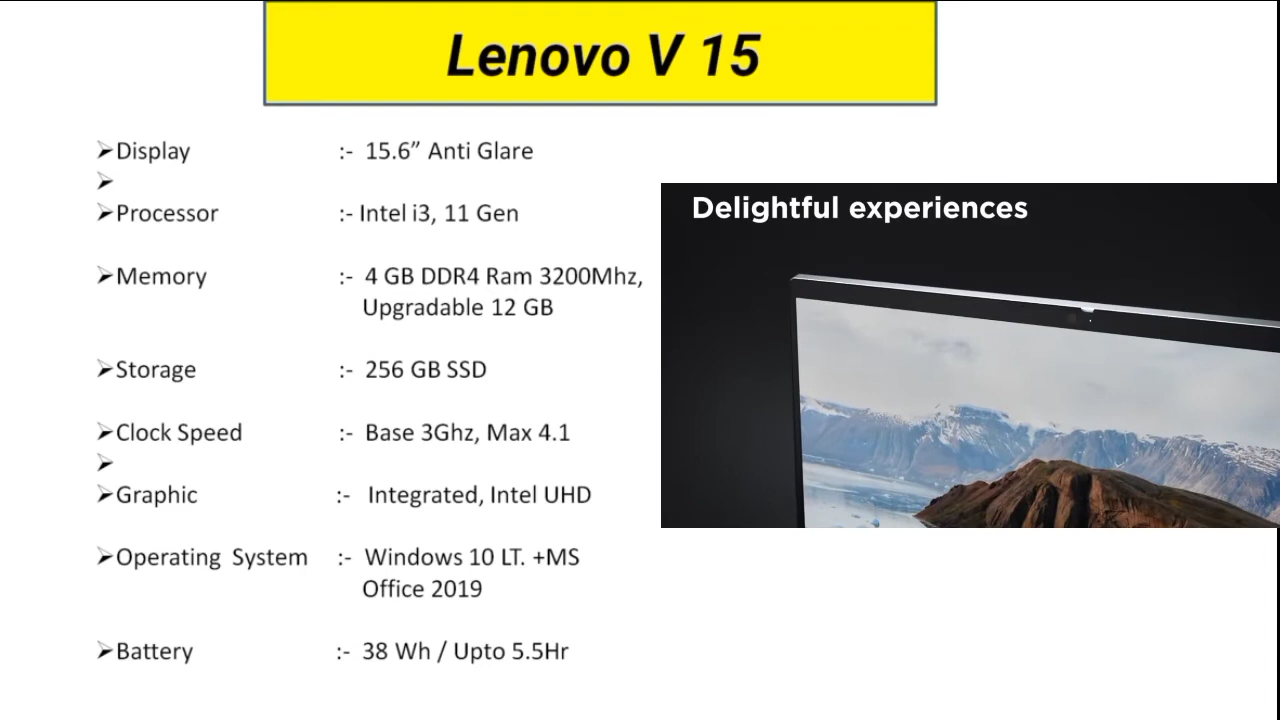 Lenovo V 15
➢Display :- 15.6” Anti Glare
➢
➢Processor :- Intel i3, 11 Gen
➢Memory :- 4 GB DDR4 Ram 3200Mhz,
Upgradable 12 GB
➢Storage :- 256 GB SSD
➢Clock Speed :- Base 3Ghz, Max 4.1
➢
➢Graphic :- Integrated, Intel UHD
➢Operating System :- Windows 10 LT. +MS
Office 2019
➢Battery :- 38 Wh / Upto 5.5Hr
Delightful experiences